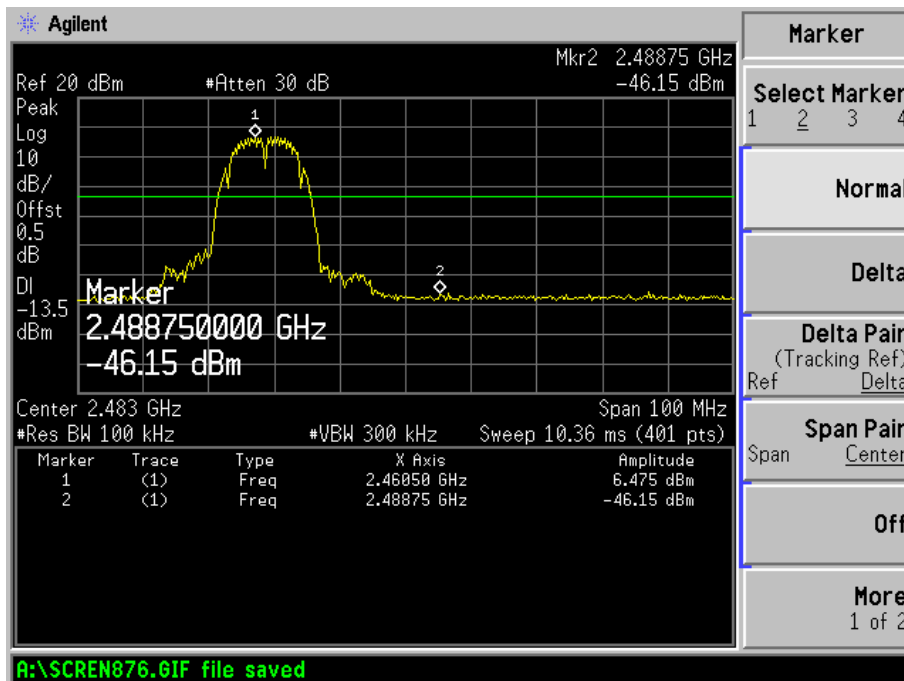 Agilent
Marker
Mkr2 2.48875 GHz
Ref 20 dBm #Atten 30 dB -46.15 dBm
Peak
Log
10
dB/
Offst
0.5
dB
DI
-13.5
dBm
1
2
Marker
2.488750000 GHz
-46.15 dBm
Center 2.483 GHz Span 100 MHz
#Res BW 100 kHz #VBW 300 kHz Sweep 10.36 ms (401 pts)
Marker Trace Type X Axis Amplitude
1 (1) Freq 2.46050 GHz 6.475 dBm
2 (1) Freq 2.48875 GHz -46.15 dBm
Select Marker
1 2 3 4
Normal
Delta
Delta Pair
(Tracking Ref)
Ref Delta
Span Pair
Span Center
Off
More
1 of 2
A:\SCREN876.GIF file saved